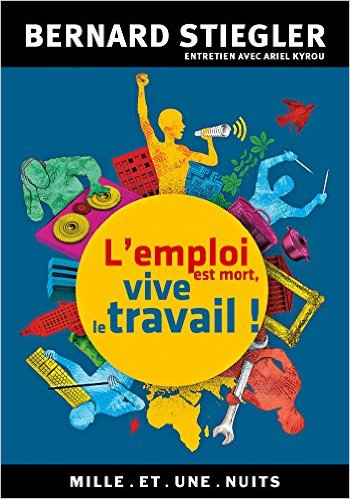 BERNARD STIEGLER
ENTRETIEN AVEC ARIEL KYROU
L'emploi
est mort,
vive
le travail !
MILLE.ET.UNE.NUITS